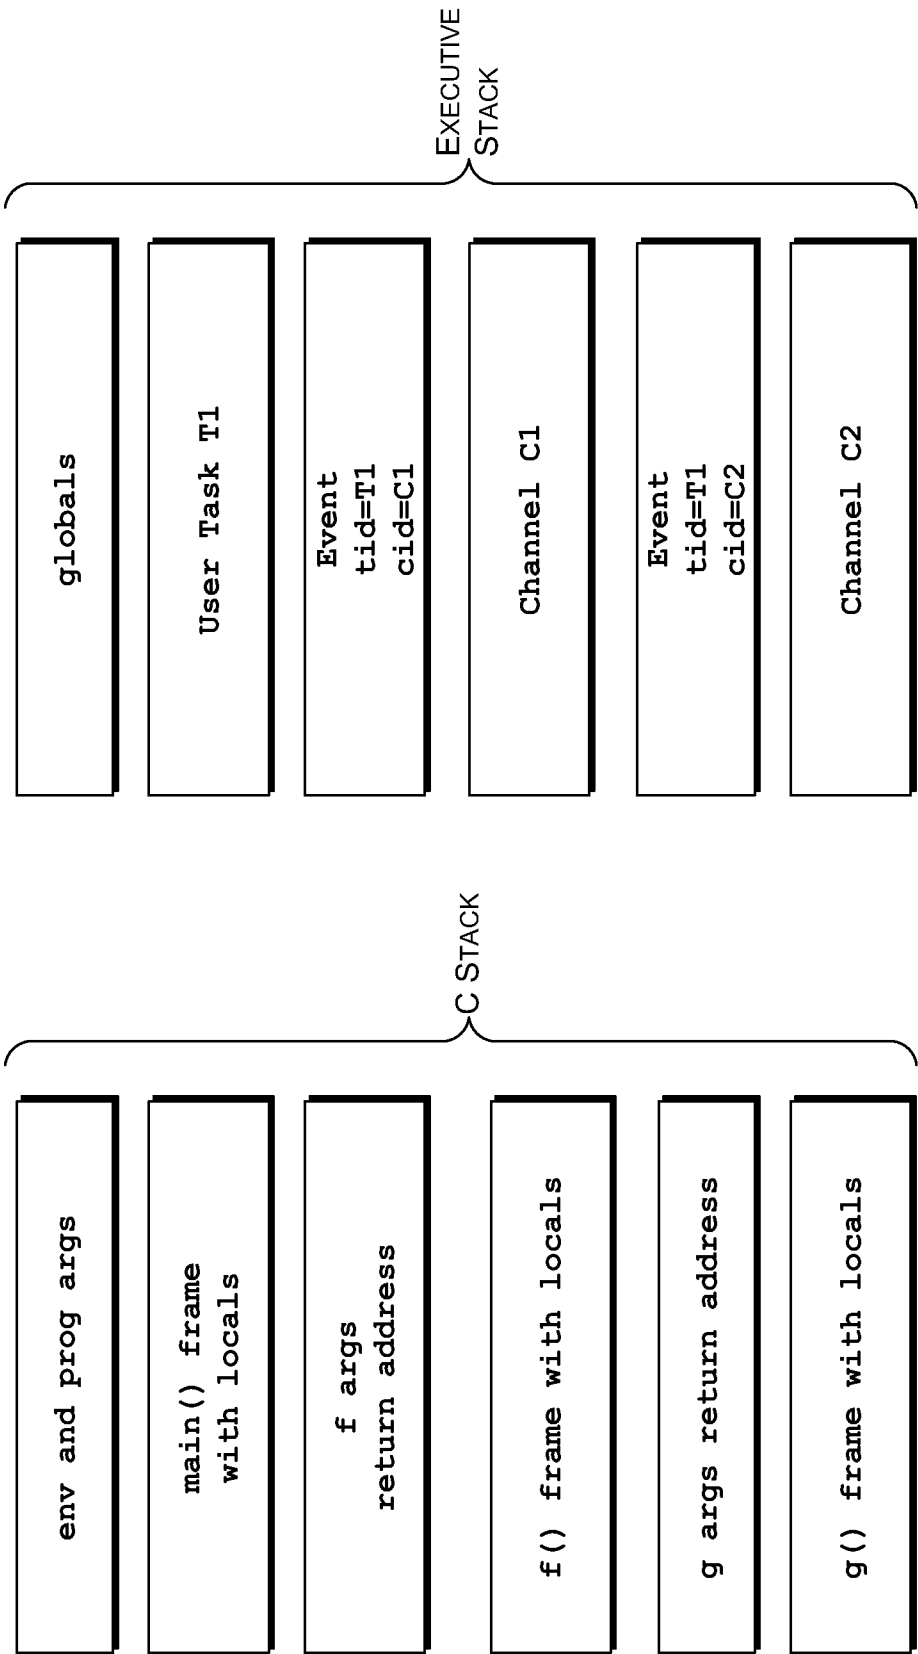 env and prog args
main() frame
with locals
f args
return address
f() frame with locals
g args return address
g() frame with locals
C STACK
globals
User Task T1
Event
tid=T1
cid=C1
Channel C1
Event
tid=T1
cid=C2
Channel C2
EXECUTIVE
STACK